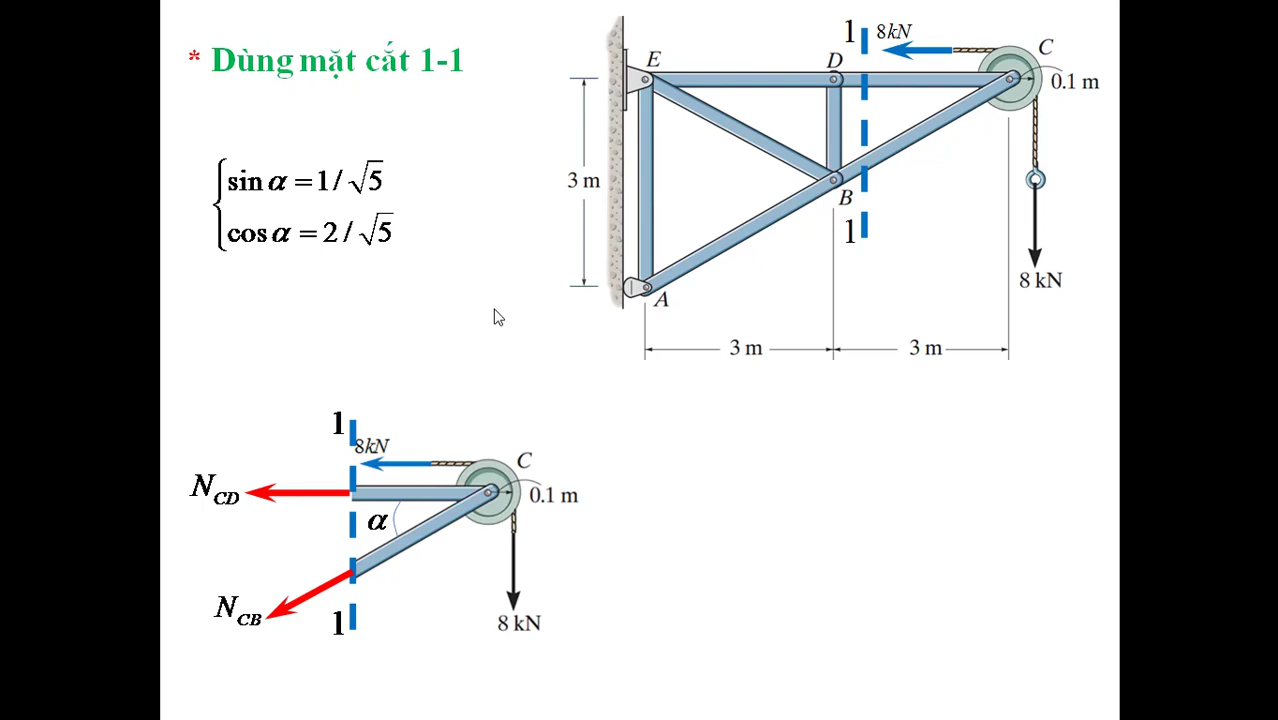 * Dùng mặt cắt 1-1
sin α = 1 / √5
cos α = 2 / √5
1
8kN
C
E
D
0.1 m
3 m
B
1
A
8 kN
3 m
3 m
1
8kN
C
N_CD
0.1 m
α
N_CB
1
8 kN